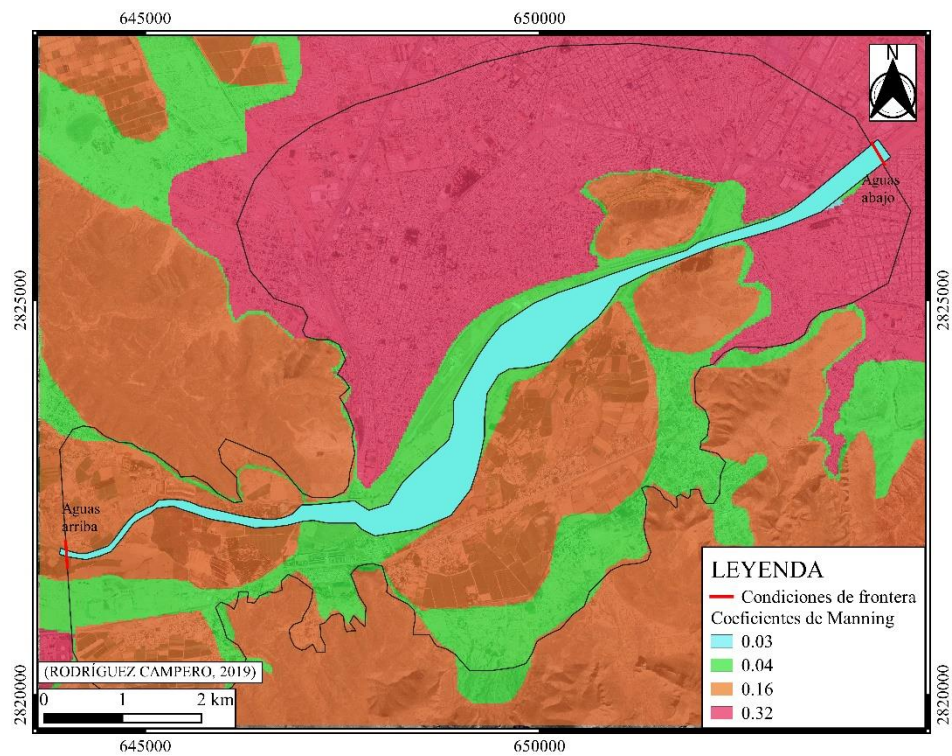 645000
650000
N
Aguas
abajo
2825000
2825000
Aguas
arriba
LEYENDA
Condiciones de frontera
Coeficientes de Manning
0.03
0.04
0.16
0.32
(RODRÍGUEZ CAMPERO, 2019)
0 1 2 km
2820000
2820000
645000
650000